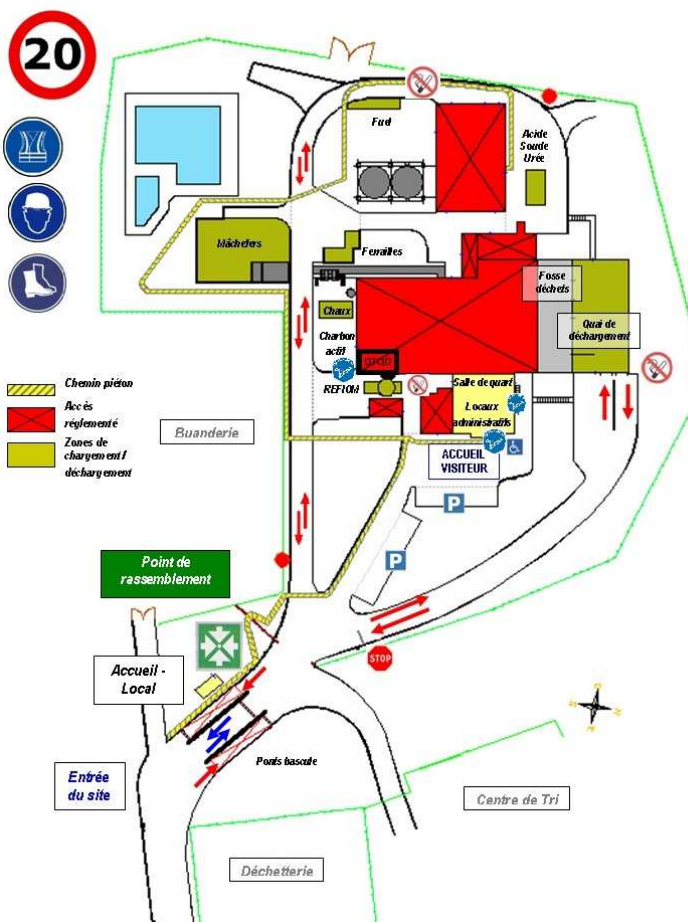 20
Fuel
Acide
Soude
Urée
Mâchefers
Ferrailles
Fosse
déchets
Chaux
Quai de
déchargement
Charbon
actif
REFIOM
Salle de quart
Locaux
administratifs
Chemin piéton
Accès
réglementé
Zones de
chargement/
déchargement
Buanderie
ACCUEIL
VISITEUR
P
P
Point de
rassemblement
STOP
Accueil -
Local
Entrée
du site
Ponts bascule
Centre de Tri
Déchetterie